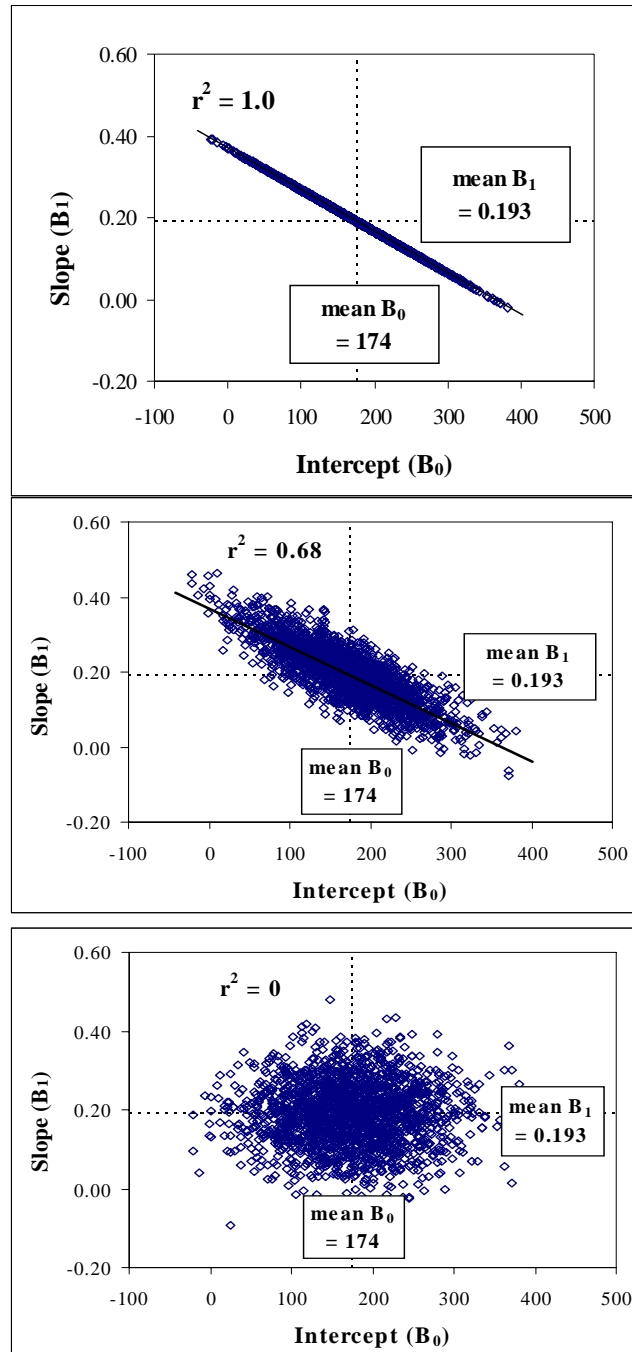 0.60
r² = 1.0
0.40
mean B₁
= 0.193
0.20
Slope (B₁)
0.00
mean B₀
= 174
-0.20
-100 0 100 200 300 400 500
Intercept (B₀)
0.60
r² = 0.68
0.40
mean B₁
= 0.193
0.20
Slope (B₁)
0.00
mean B₀
= 174
-0.20
-100 0 100 200 300 400 500
Intercept (B₀)
0.60
r² = 0
0.40
mean B₁
= 0.193
0.20
Slope (B₁)
0.00
mean B₀
= 174
-0.20
-100 0 100 200 300 400 500
Intercept (B₀)